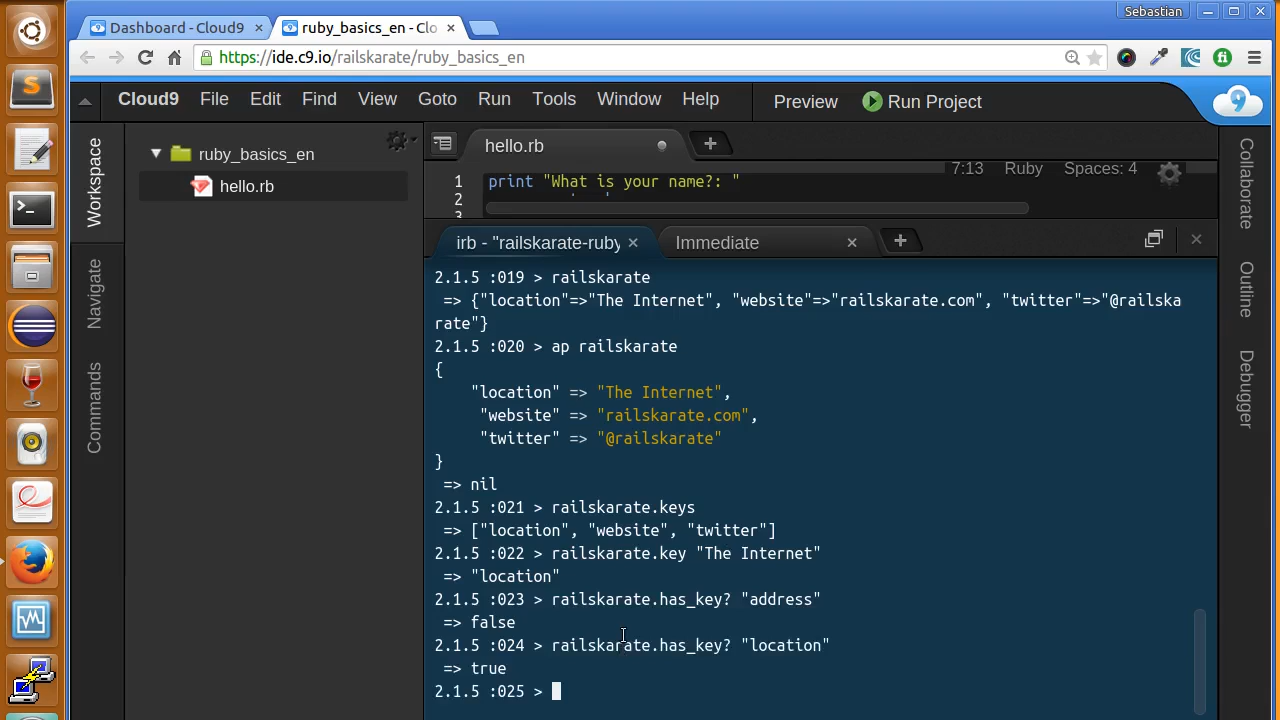 Sebastian
Dashboard - Cloud9
ruby_basics_en - Clo
https://ide.c9.io/railskarate/ruby_basics_en
Cloud9 File Edit Find View Goto Run Tools Window Help Preview Run Project
Workspace
Navigate
Commands
ruby_basics_en
hello.rb
hello.rb
7:13 Ruby Spaces: 4
1 print "What is your name?: "
2
3
irb - "railskarate-ruby
Immediate
2.1.5 :019 > railskarate
=> {"location"=>"The Internet", "website"=>"railskarate.com", "twitter"=>"@railska
rate"}
2.1.5 :020 > ap railskarate
{
"location" => "The Internet",
"website" => "railskarate.com",
"twitter" => "@railskarate"
}
=> nil
2.1.5 :021 > railskarate.keys
=> ["location", "website", "twitter"]
2.1.5 :022 > railskarate.key "The Internet"
=> "location"
2.1.5 :023 > railskarate.has_key? "address"
=> false
2.1.5 :024 > railskarate.has_key? "location"
=> true
2.1.5 :025 >
Collaborate
Outline
Debugger